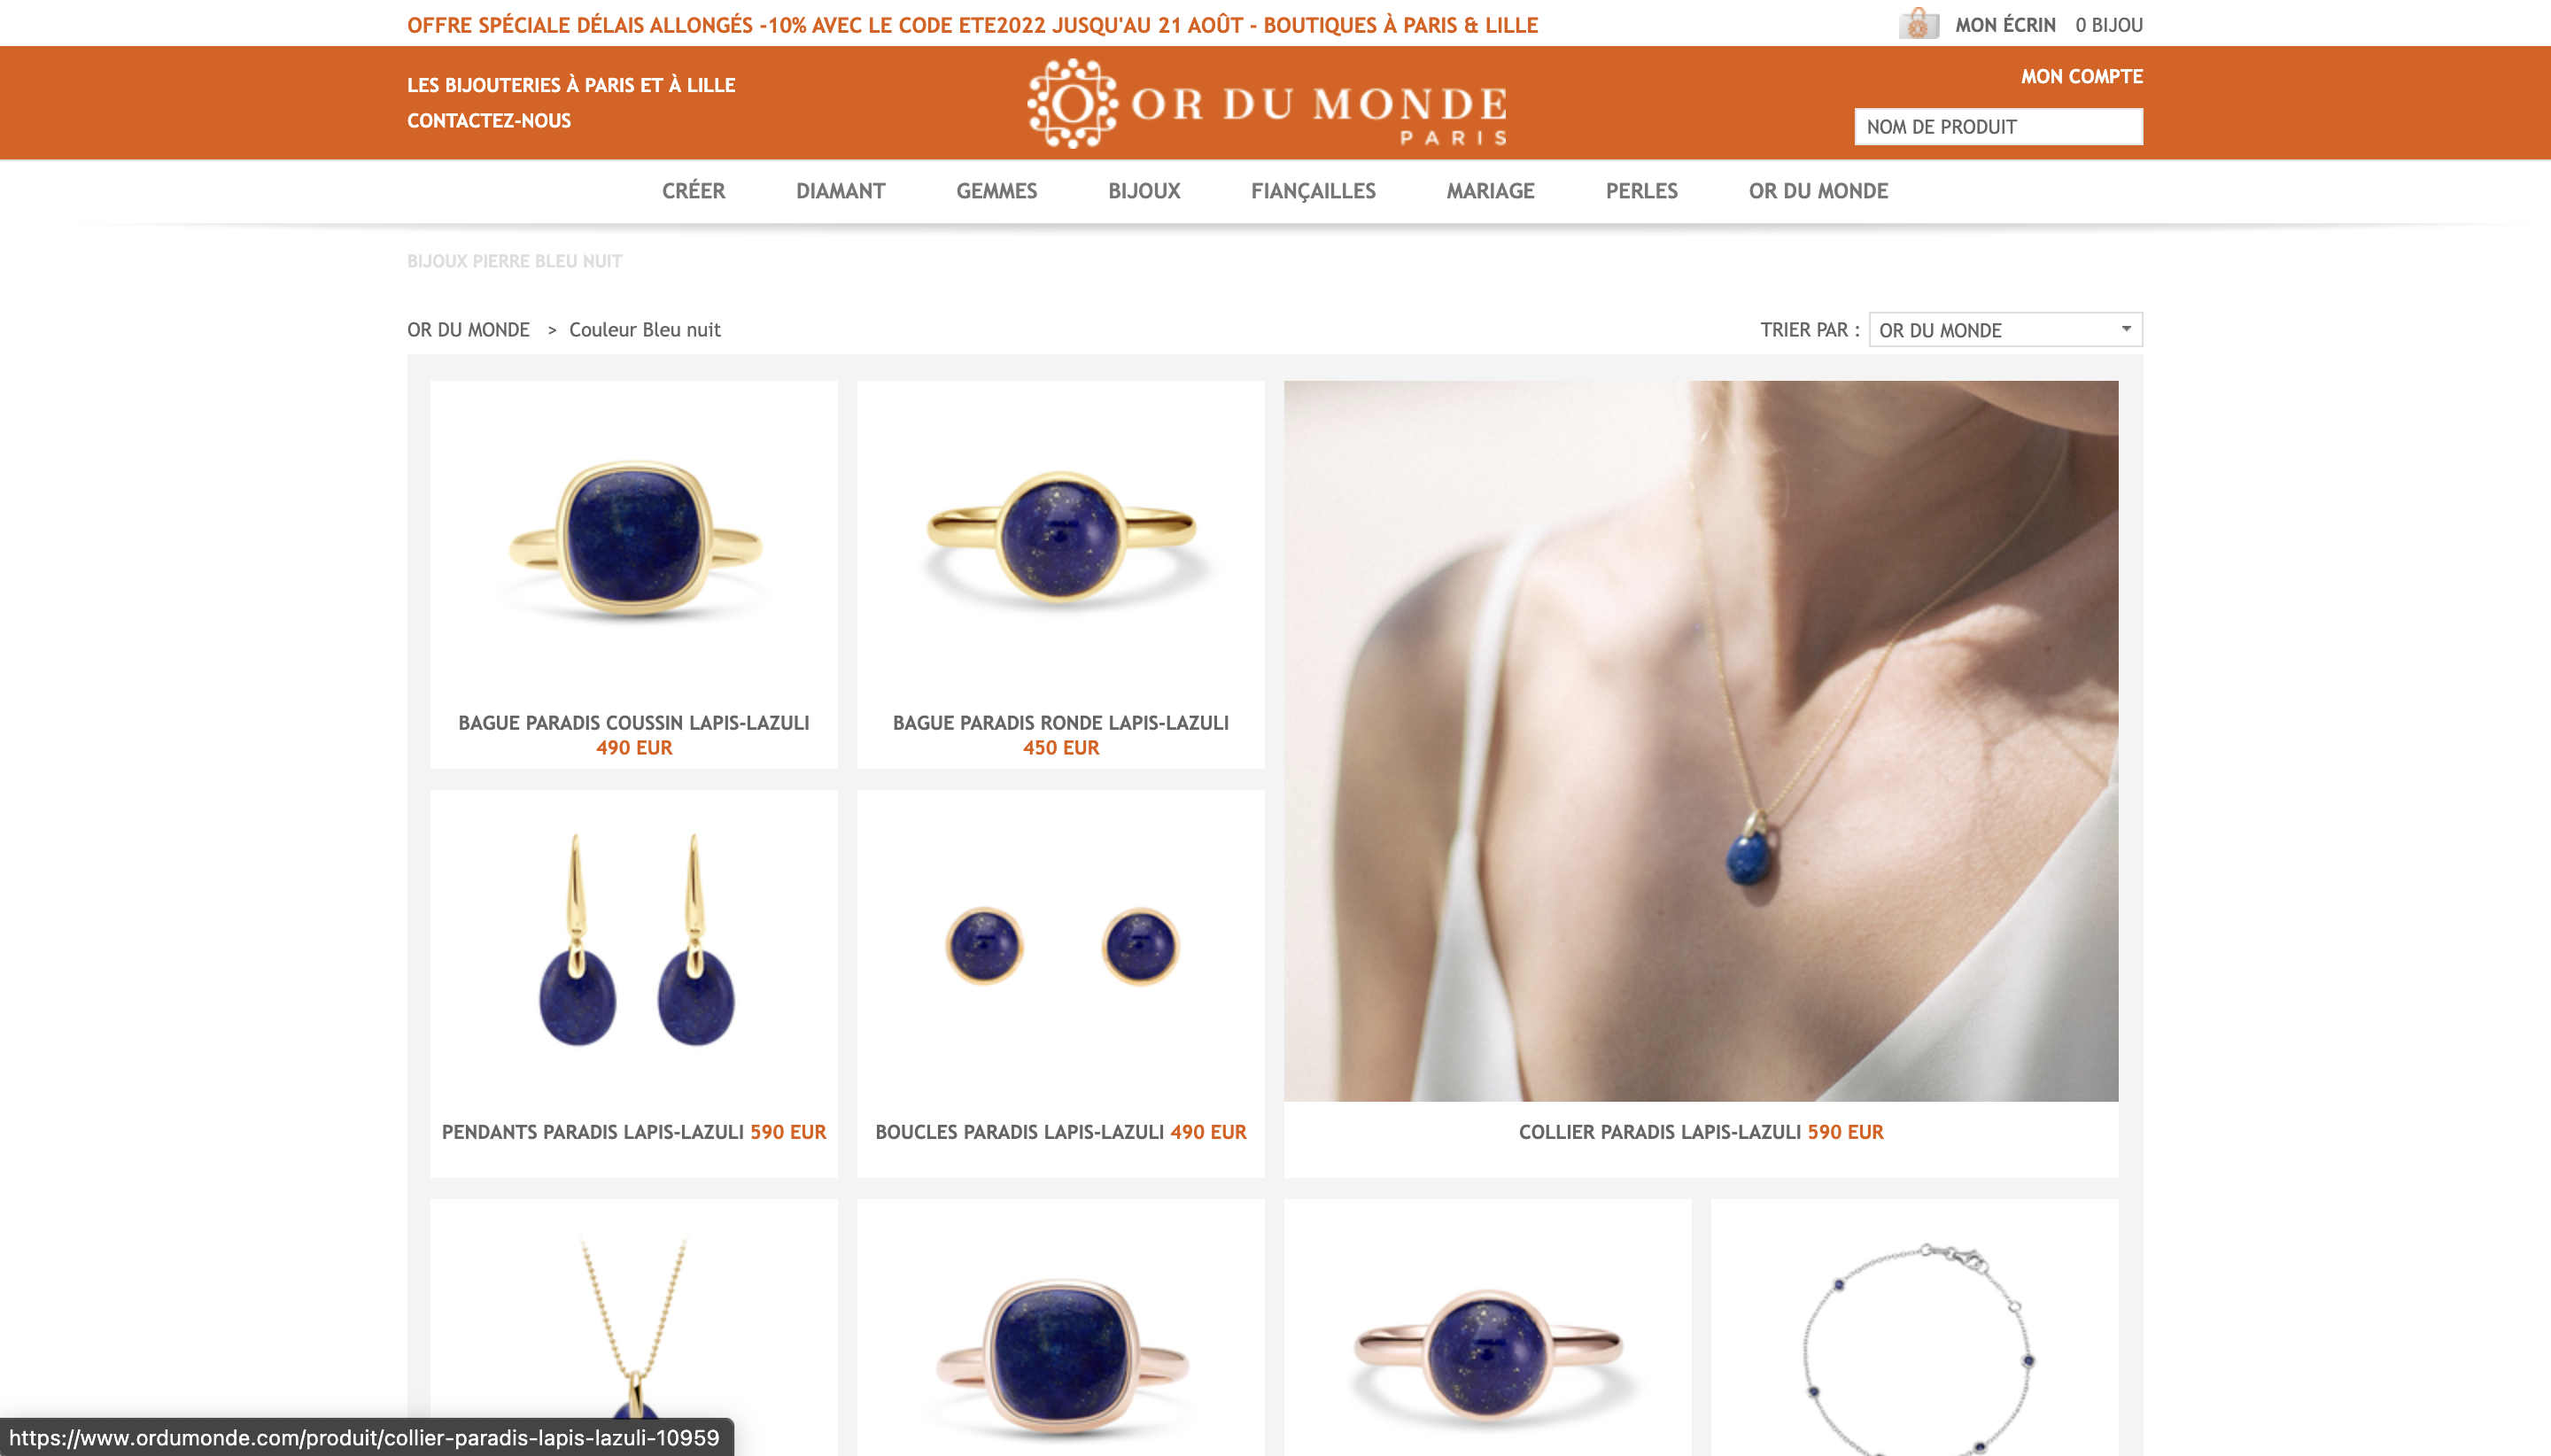 OFFRE SPÉCIALE DÉLAIS ALLONGÉS -10% AVEC LE CODE ETE2022 JUSQU'AU 21 AOÛT - BOUTIQUES À PARIS & LILLE
MON ÉCRIN 0 BIJOU
LES BIJOUTERIES À PARIS ET À LILLE
CONTACTEZ-NOUS
OR DU MONDE
PARIS
MON COMPTE
NOM DE PRODUIT
CRÉER DIAMANT GEMMES BIJOUX FIANÇAILLES MARIAGE PERLES OR DU MONDE
BIJOUX PIERRE BLEU NUIT
OR DU MONDE > Couleur Bleu nuit
TRIER PAR : OR DU MONDE
BAGUE PARADIS COUSSIN LAPIS-LAZULI
490 EUR
BAGUE PARADIS RONDE LAPIS-LAZULI
450 EUR
PENDANTS PARADIS LAPIS-LAZULI 590 EUR
BOUCLES PARADIS LAPIS-LAZULI 490 EUR
COLLIER PARADIS LAPIS-LAZULI 590 EUR
https://www.ordumonde.com/produit/collier-paradis-lapis-lazuli-10959